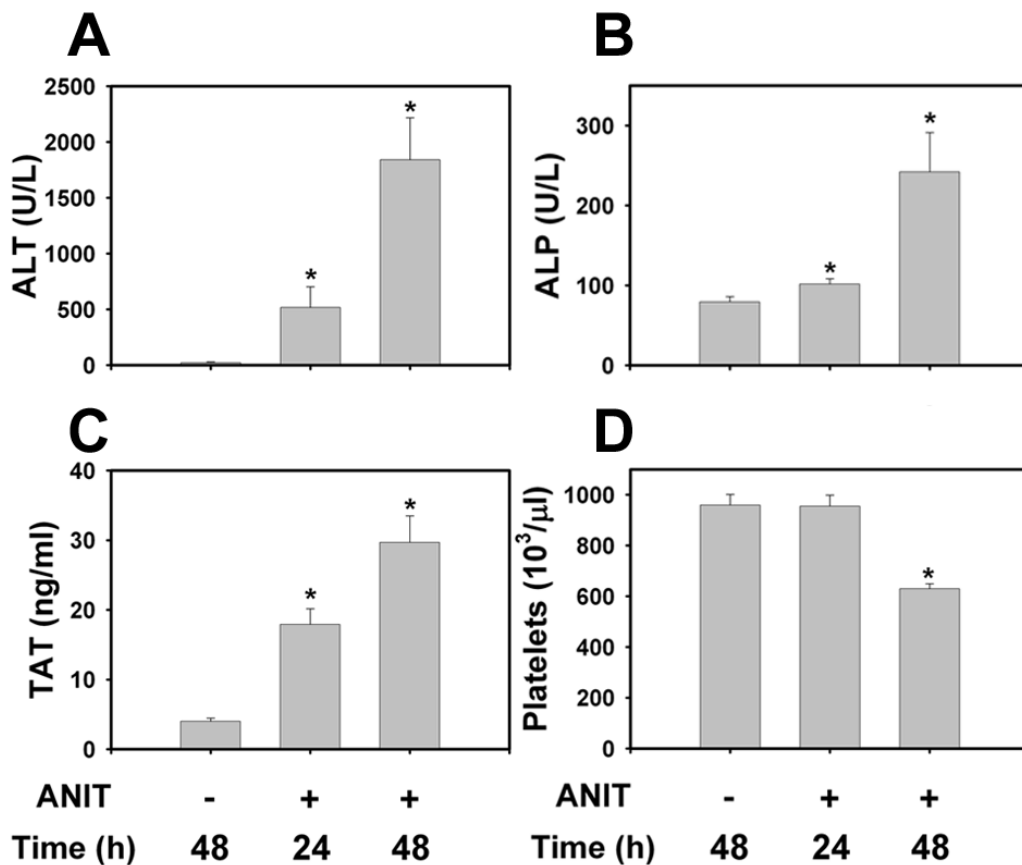 A
ALT (U/L)
2500
2000
1500
1000
500
0
*
*
B
ALP (U/L)
300
200
100
0
*
*
C
TAT (ng/ml)
40
30
20
10
0
*
*
D
Platelets (10³/μl)
1000
800
600
400
200
0
*
ANIT - + +
Time (h) 48 24 48
ANIT - + +
Time (h) 48 24 48